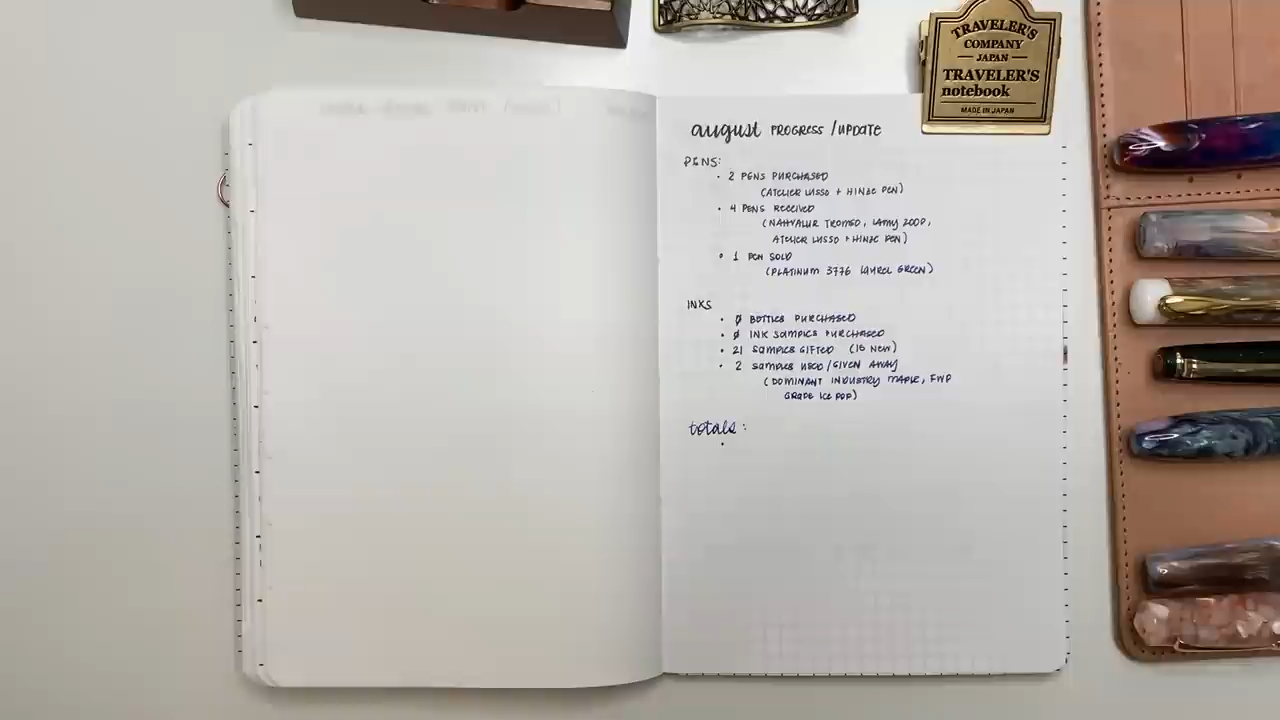 TRAVELER'S
COMPANY
JAPAN
TRAVELER'S
notebook
MADE IN JAPAN
august PROGRESS / UPDATE
PENS:
• 2 PENS PURCHASED
(ATELIER LUSSO + HINZE PEN)
• 4 PENS RECEIVED
(NAHVALUR TROMSO, LAMY 2000,
ATELIER LUSSO + HINZE PEN)
• 1 PEN SOLD
(PLATINUM 3776 LAUREL GREEN)
INKS
• 0 BOTTLES PURCHASED
• 0 INK SAMPLES PURCHASED
• 21 SAMPLES GIFTED (16 NEW)
• 2 SAMPLES USED/GIVEN AWAY
(DOMINANT INDUSTRY MAPLE, FWP
GRAPE ICE POP)
totals:
•